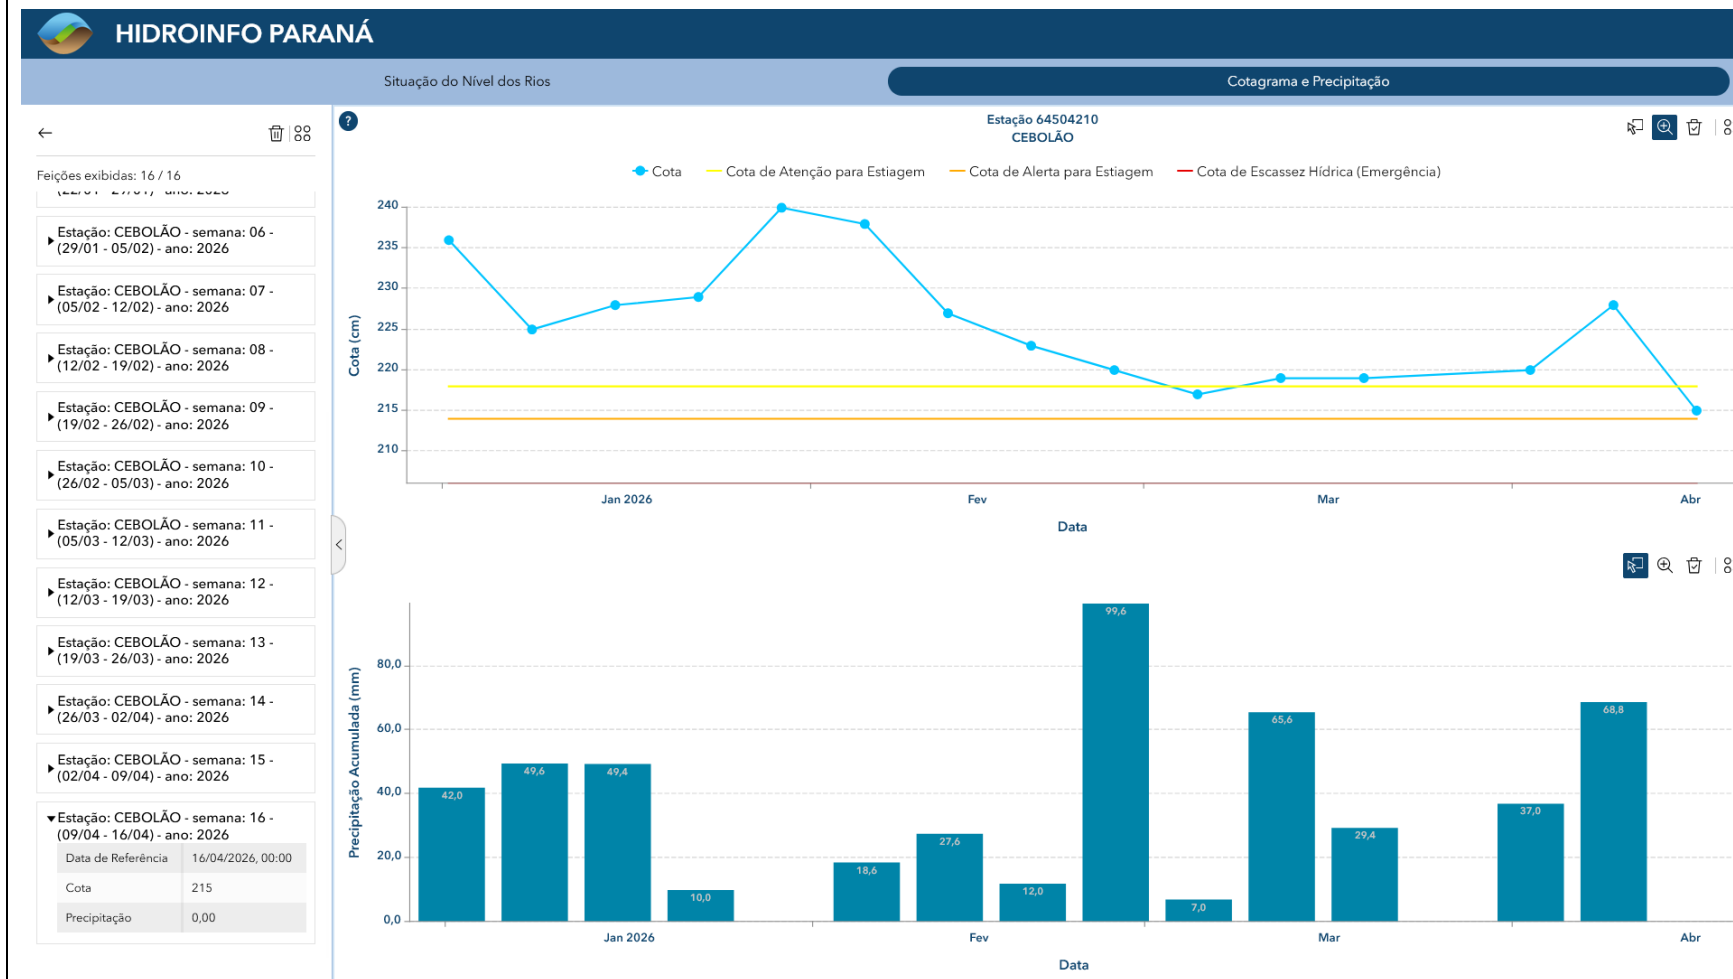 HIDROINFO PARANÁ
Situação do Nível dos Rios
Cotagrama e Precipitação
Feições exibidas: 16 / 16
(22/01 - 29/01) - ano: 2026
Estação: CEBOLÃO - semana: 06 -
(29/01 - 05/02) - ano: 2026
Estação: CEBOLÃO - semana: 07 -
(05/02 - 12/02) - ano: 2026
Estação: CEBOLÃO - semana: 08 -
(12/02 - 19/02) - ano: 2026
Estação: CEBOLÃO - semana: 09 -
(19/02 - 26/02) - ano: 2026
Estação: CEBOLÃO - semana: 10 -
(26/02 - 05/03) - ano: 2026
Estação: CEBOLÃO - semana: 11 -
(05/03 - 12/03) - ano: 2026
Estação: CEBOLÃO - semana: 12 -
(12/03 - 19/03) - ano: 2026
Estação: CEBOLÃO - semana: 13 -
(19/03 - 26/03) - ano: 2026
Estação: CEBOLÃO - semana: 14 -
(26/03 - 02/04) - ano: 2026
Estação: CEBOLÃO - semana: 15 -
(02/04 - 09/04) - ano: 2026
Estação: CEBOLÃO - semana: 16 -
(09/04 - 16/04) - ano: 2026
Data de Referência 16/04/2026, 00:00
Cota 215
Precipitação 0,00
?
Estação 64504210
CEBOLÃO
Cota Cota de Atenção para Estiagem Cota de Alerta para Estiagem Cota de Escassez Hídrica (Emergência)
Cota (cm)
240
235
230
225
220
215
210
Jan 2026 Fev Mar Abr
Data
Precipitação Acumulada (mm)
80,0
60,0
40,0
20,0
0,0
42,0
49,6
49,4
10,0
18,6
27,6
12,0
99,6
7,0
65,6
29,4
37,0
68,8
Jan 2026 Fev Mar Abr
Data